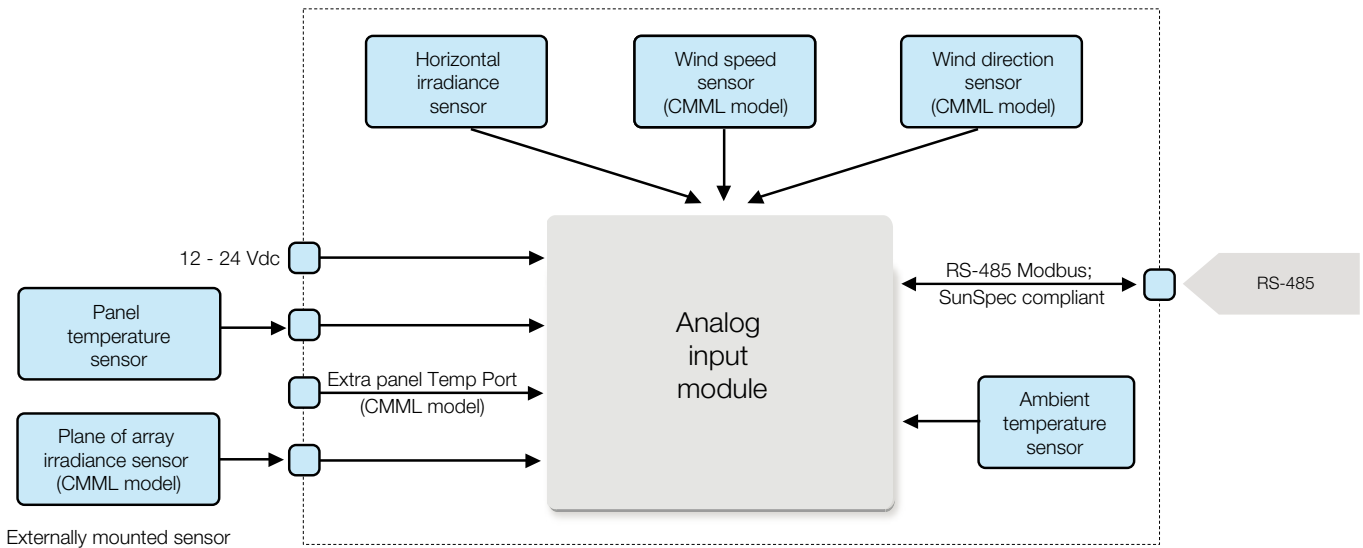 Horizontal
irradiance
sensor
Wind speed
sensor
(CMML model)
Wind direction
sensor
(CMML model)
12 - 24 Vdc
Panel
temperature
sensor
Extra panel Temp Port
(CMML model)
Plane of array
irradiance sensor
(CMML model)
Externally mounted sensor
Analog
input
module
RS-485 Modbus;
SunSpec compliant
RS-485
Ambient
temperature
sensor